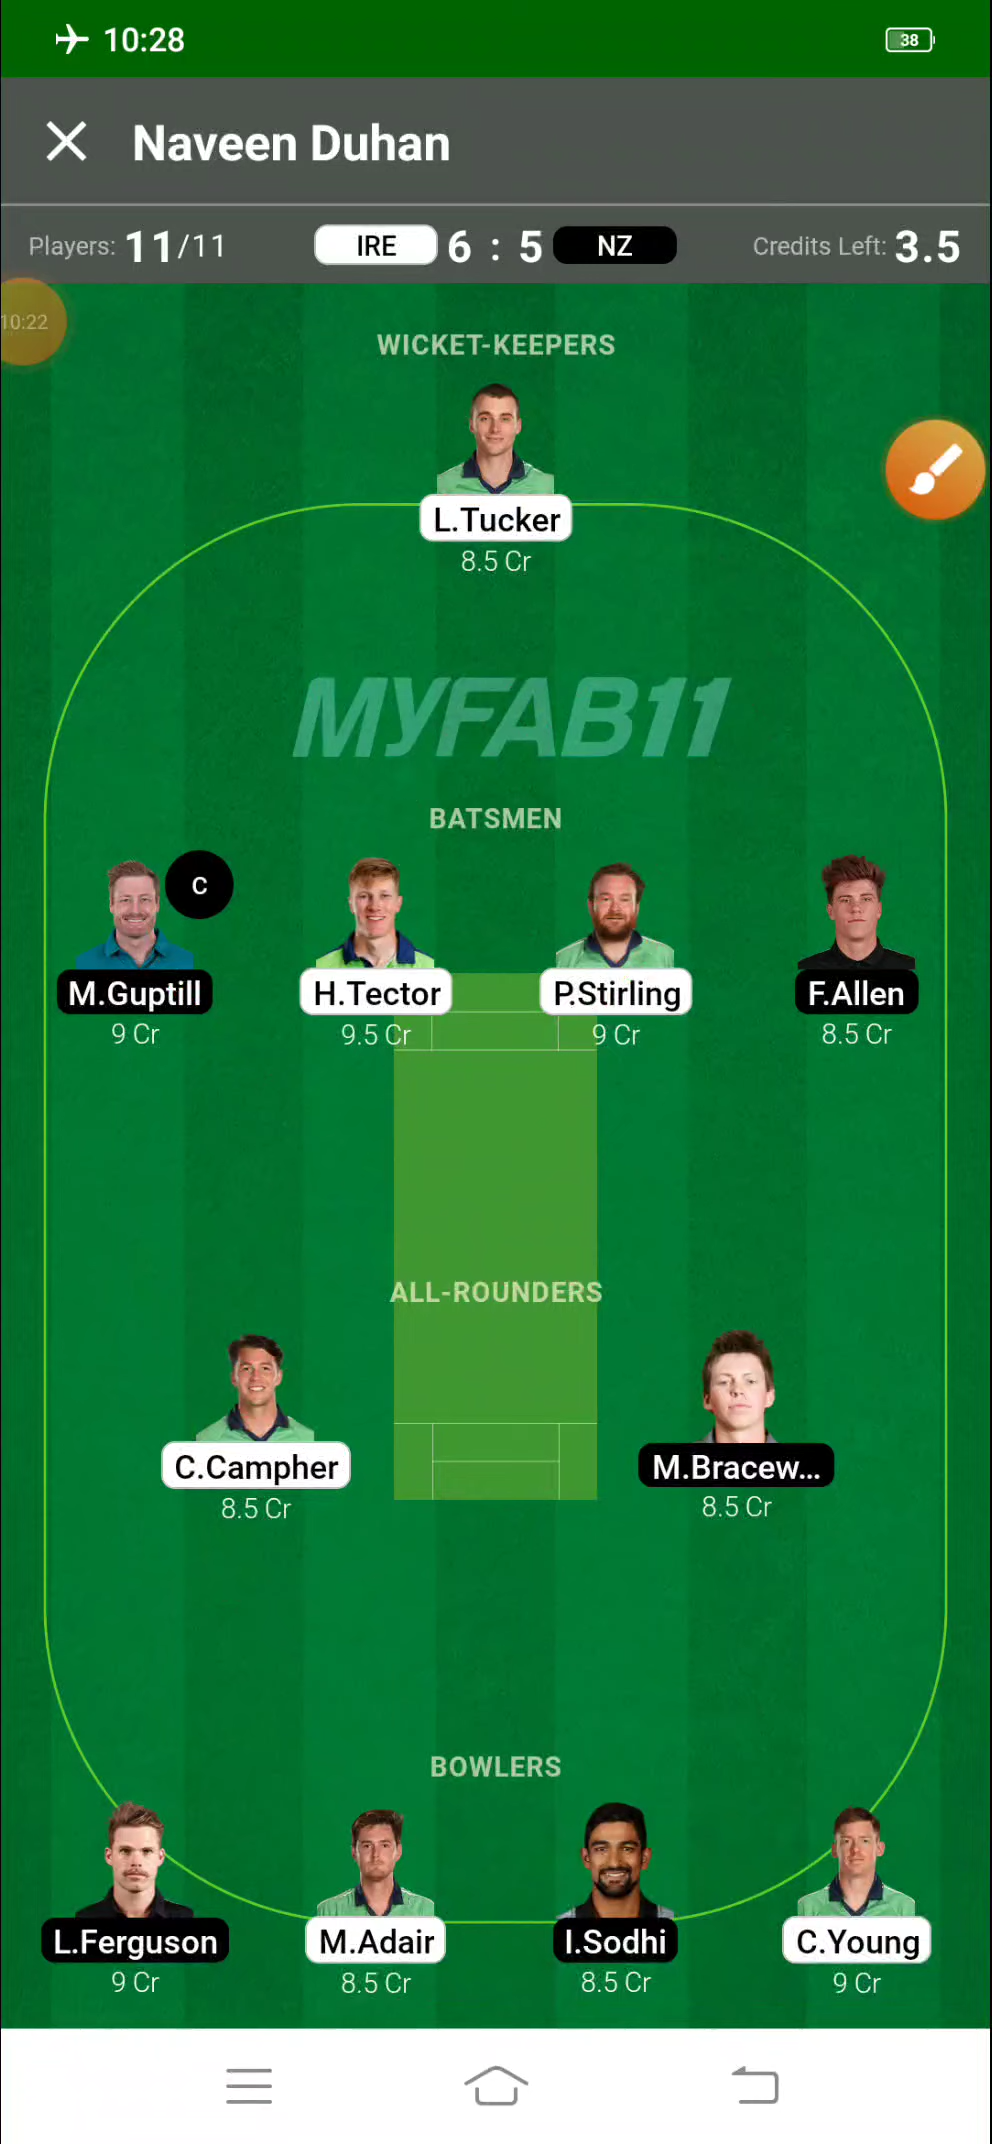 10:28
38
Naveen Duhan
Players: 11/11 IRE 6 : 5 NZ Credits Left: 3.5
10:22
WICKET-KEEPERS
L.Tucker
8.5 Cr
MYFAB11
BATSMEN
C
M.Guptill H.Tector P.Stirling F.Allen
9 Cr 9.5 Cr 9 Cr 8.5 Cr
ALL-ROUNDERS
C.Campher M.Bracew...
8.5 Cr 8.5 Cr
BOWLERS
L.Ferguson M.Adair I.Sodhi C.Young
9 Cr 8.5 Cr 8.5 Cr 9 Cr